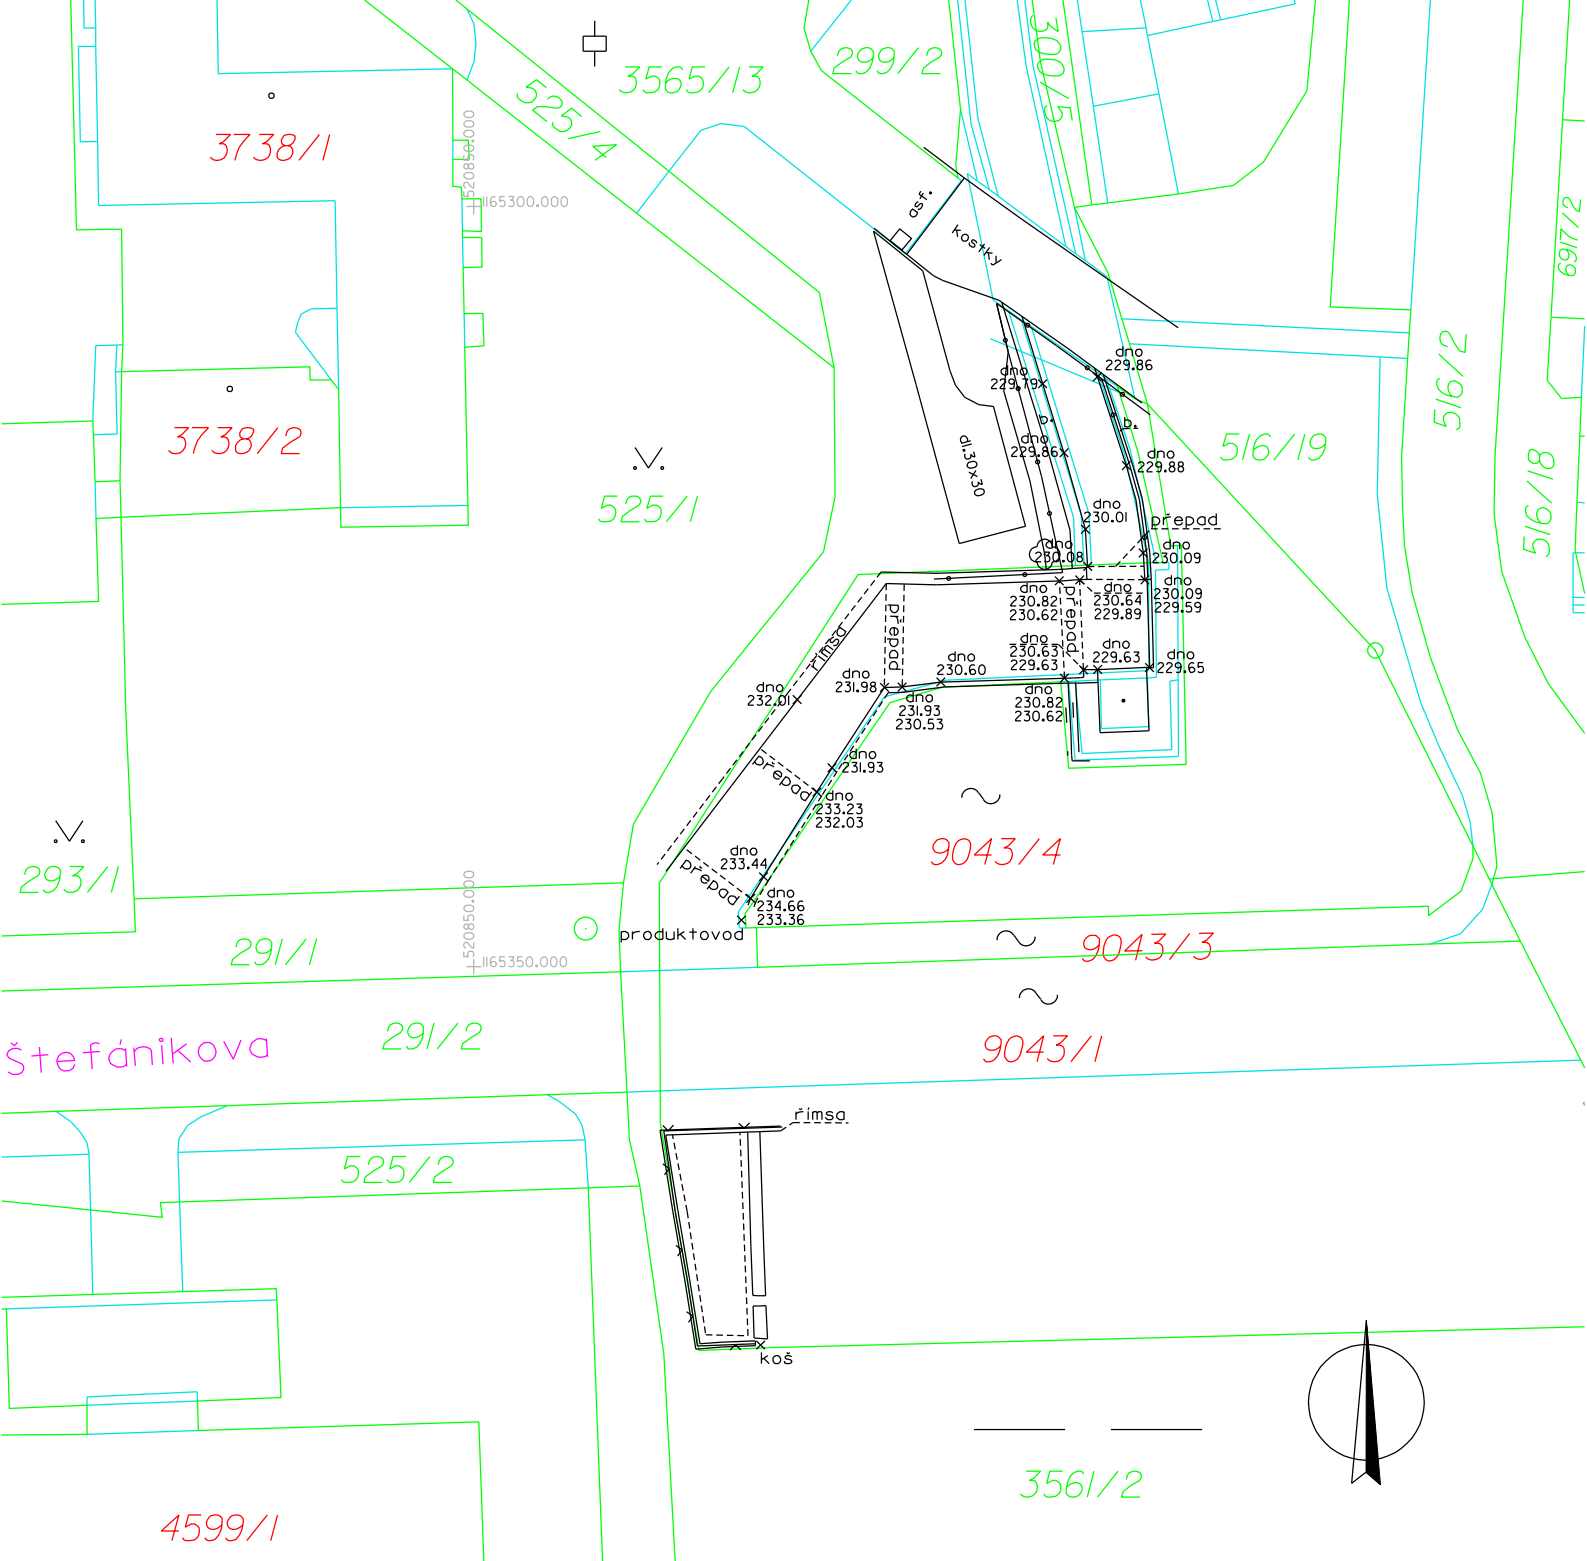 299/2
300/5
3565/13
525/4
3738/1
520850.000
1165300.000
asf.
kostky
6917/2
516/2
dno
229.86
dno
229.79
3738/2
b.
b.
516/19
dno
229.86
dl.30x30
dno
229.88
525/1
516/18
dno
230.01
přepad
dno
230.08
dno
230.09
dno
230.82
230.62
přepad
dno
230.64
229.89
dno
230.09
229.59
římsa
přepad
dno
230.63
229.63
dno
229.63
dno
229.65
dno
230.60
dno
232.01
231.98
dno
231.93
230.53
dno
230.82
230.62
přepad
dno
231.93
dno
233.23
232.03
9043/4
293/1
dno
233.44
přepad
dno
234.66
233.36
520850.000
produktovod
291/1
9043/3
1165350.000
291/2
Štefánikova
9043/1
římsa
525/2
koš
3561/2
4599/1